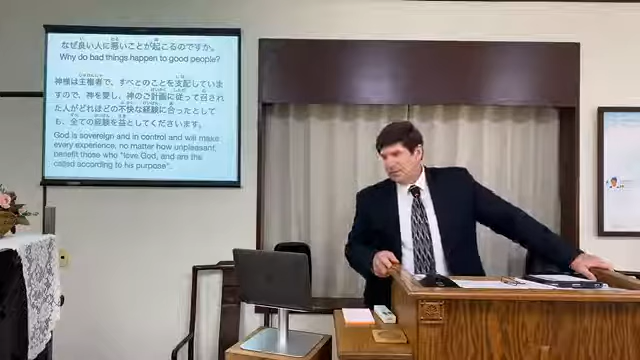 なぜ良い人に悪いことが起こるのですか。
Why do bad things happen to good people?
神様は主権者で、すべとのことを支配していま
すので、神を愛し、神のご計画に従って召され
た人がどれほどの不快な経験に合ったとして
も、全ての経験を益としてくださいます。
God is sovereign and in control and will make
every experience, no matter how unpleasant,
benefit those who "love God, and are the
called according to his purpose".